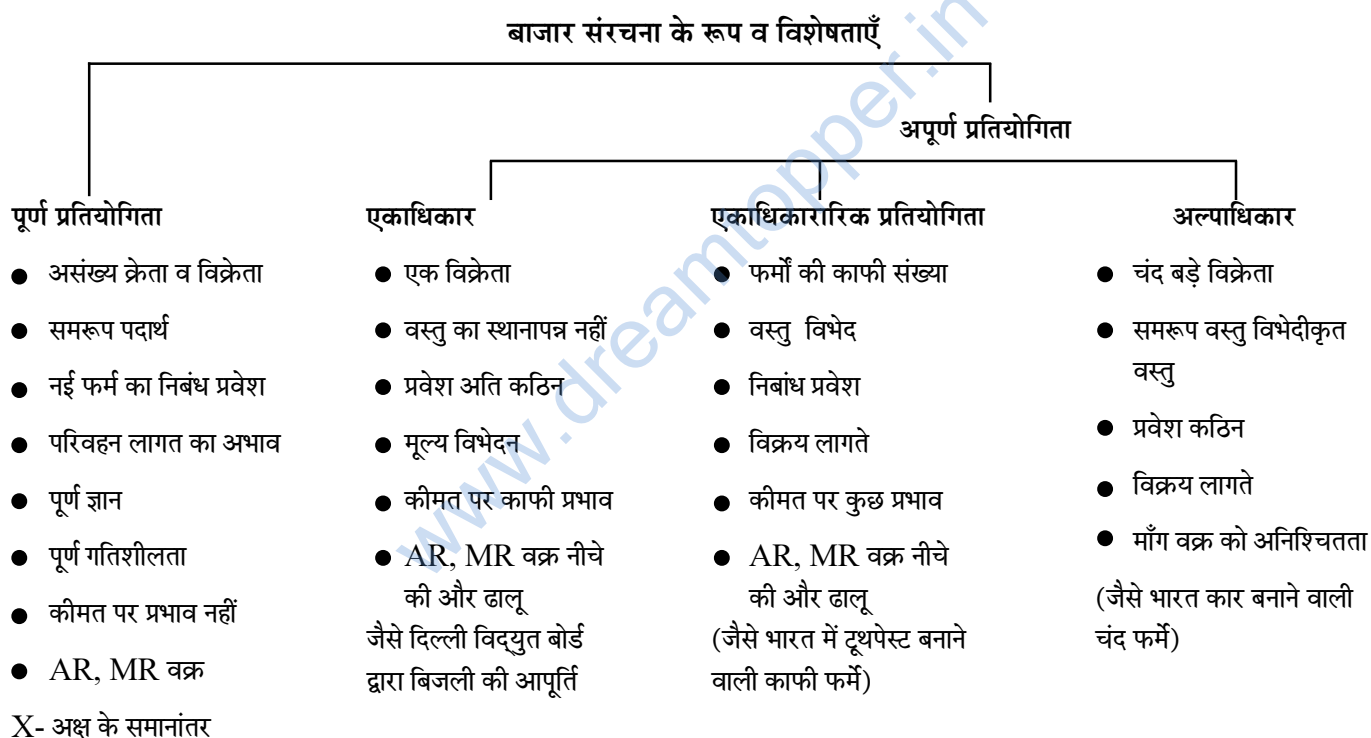 बाजार संरचना के रूप व विशेषताएँ
अपूर्ण प्रतियोगिता
पूर्ण प्रतियोगिता
● असंख्य क्रेता व विक्रेता
● समरूप पदार्थ
● नई फर्म का निबंध प्रवेश
● परिवहन लागत का अभाव
● पूर्ण ज्ञान
● पूर्ण गतिशीलता
● कीमत पर प्रभाव नहीं
● AR, MR वक्र
X- अक्ष के समानांतर
एकाधिकार
● एक विक्रेता
● वस्तु का स्थानापन्न नहीं
● प्रवेश अति कठिन
● मूल्य विभेदन
● कीमत पर काफी प्रभाव
● AR, MR वक्र नीचे
की और ढालू
जैसे दिल्ली विद्युत बोर्ड
द्वारा बिजली की आपूर्ति
एकाधिकारारिक प्रतियोगिता
● फर्मों की काफी संख्या
● वस्तु विभेद
● निबांध प्रवेश
● विक्रय लागते
● कीमत पर कुछ प्रभाव
● AR, MR वक्र नीचे
की और ढालू
(जैसे भारत में टूथपेस्ट बनाने
वाली काफी फर्मे)
अल्पाधिकार
● चंद बड़े विक्रेता
● समरूप वस्तु विभेदीकृत
वस्तु
● प्रवेश कठिन
● विक्रय लागते
● माँग वक्र को अनिश्चितता
(जैसे भारत कार बनाने वाली
चंद फर्मे)
www.dreamtopper.in